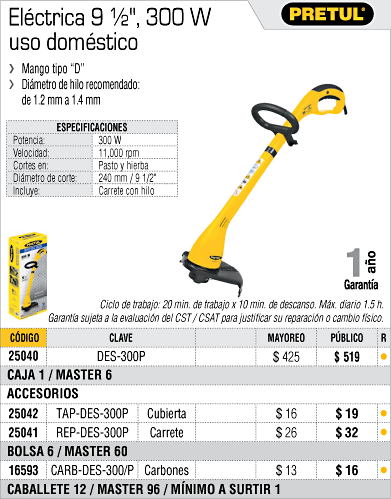 Eléctrica 9 ½", 300 W
uso doméstico
PRETUL®
Mango tipo "D"
Diámetro de hilo recomendado:
de 1.2 mm a 1.4 mm
ESPECIFICACIONES
Potencia: 300 W
Velocidad: 11,000 rpm
Cortes en: Pasto y hierba
Diámetro de corte: 240 mm / 9 1/2"
Incluye: Carrete con hilo
PRETUL
1 año
Garantía
Ciclo de trabajo: 20 min. de trabajo x 10 min. de descanso. Máx. diario 1.5 h.
Garantía sujeta a la evaluación del CST / CSAT para justificar su reparación o cambio físico.
CÓDIGO CLAVE MAYOREO PÚBLICO R
25040 DES-300P $ 425 $ 519
CAJA 1 / MASTER 6
ACCESORIOS
25042 TAP-DES-300P Cubierta $ 16 $ 19
25041 REP-DES-300P Carrete $ 26 $ 32
BOLSA 6 / MASTER 60
16593 CARB-DES-300/P Carbones $ 13 $ 16
CABALLETE 12 / MASTER 96 / MÍNIMO A SURTIR 1